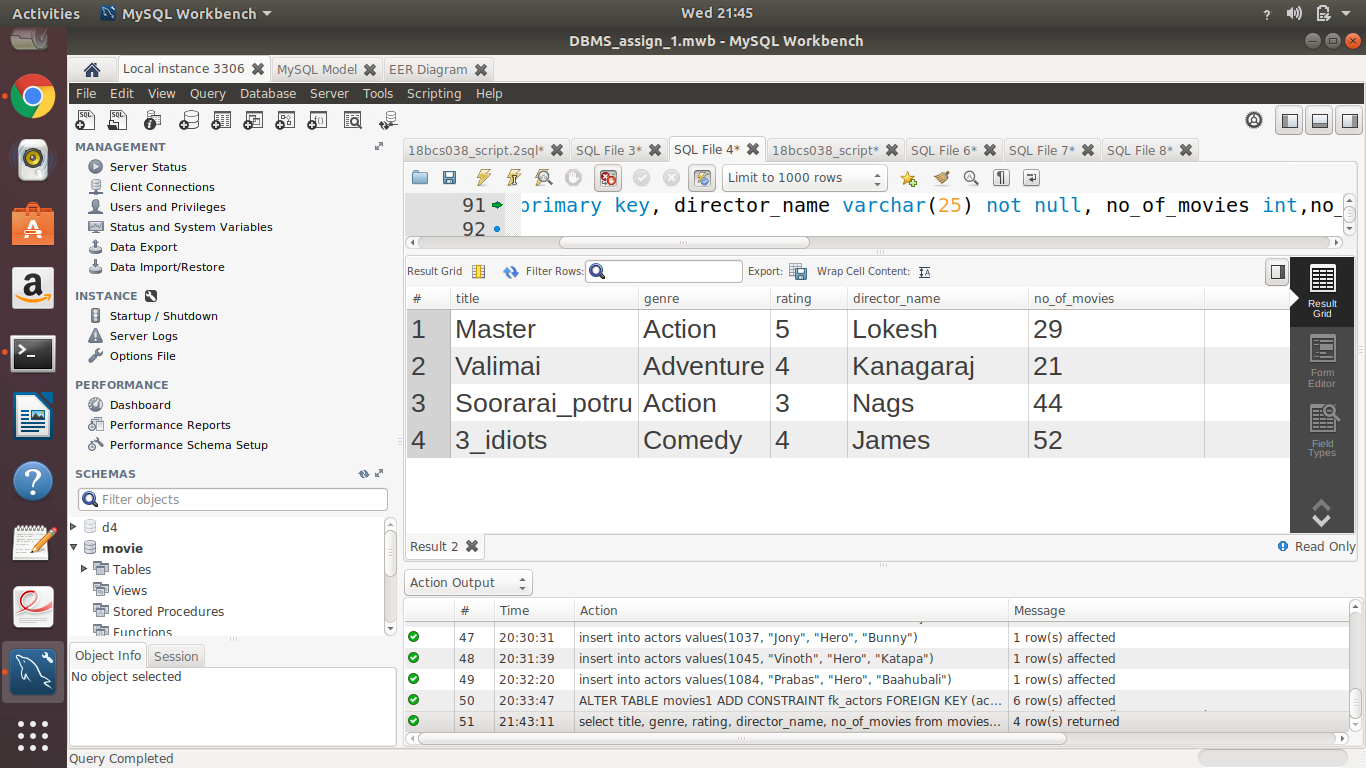 Activities MySQL Workbench Wed 21:45 ?
DBMS_assign_1.mwb - MySQL Workbench
Local instance 3306 MySQL Model EER Diagram
File Edit View Query Database Server Tools Scripting Help
MANAGEMENT
Server Status
Client Connections
Users and Privileges
Status and System Variables
Data Export
Data Import/Restore
INSTANCE
Startup / Shutdown
Server Logs
Options File
PERFORMANCE
Dashboard
Performance Reports
Performance Schema Setup
SCHEMAS
Filter objects
d4
movie
Tables
Views
Stored Procedures
Functions
Object Info Session
No object selected
18bcs038_script.2sql* SQL File 3* SQL File 4* 18bcs038_script* SQL File 6* SQL File 7* SQL File 8*
Limit to 1000 rows
91 primary key, director_name varchar(25) not null, no_of_movies int,no_
92
Result Grid Filter Rows: Export: Wrap Cell Content: IA
# title genre rating director_name no_of_movies
1 Master Action 5 Lokesh 29
2 Valimai Adventure 4 Kanagaraj 21
3 Soorarai_potru Action 3 Nags 44
4 3_idiots Comedy 4 James 52
Result
Grid
Form
Editor
Field
Types
Result 2 Read Only
Action Output
# Time Action Message
47 20:30:31 insert into actors values(1037, "Jony", "Hero", "Bunny") 1 row(s) affected
48 20:31:39 insert into actors values(1045, "Vinoth", "Hero", "Katapa") 1 row(s) affected
49 20:32:20 insert into actors values(1084, "Prabas", "Hero", "Baahubali") 1 row(s) affected
50 20:33:47 ALTER TABLE movies1 ADD CONSTRAINT fk_actors FOREIGN KEY (ac... 6 row(s) affected
51 21:43:11 select title, genre, rating, director_name, no_of_movies from movies... 4 row(s) returned
Query Completed